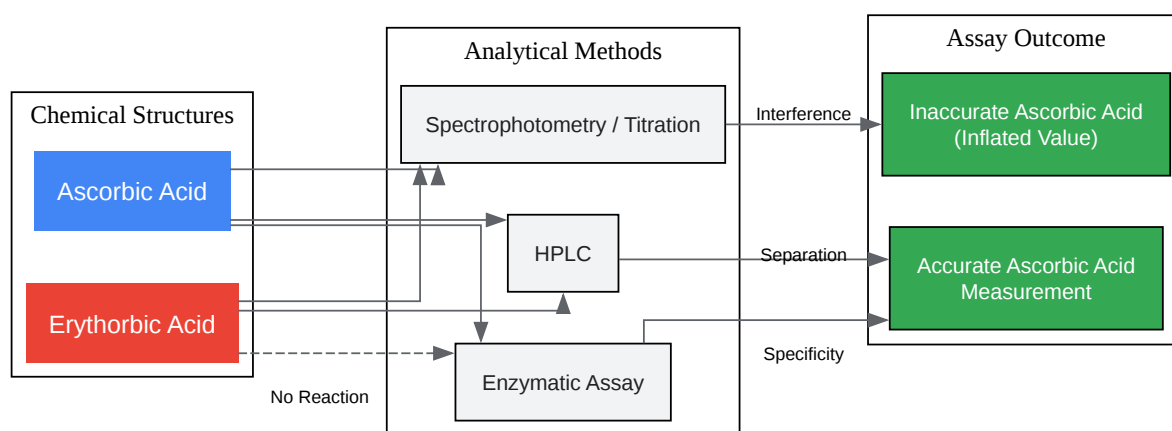 Chemical Structures
Ascorbic Acid
Erythorbic Acid
No Reaction
Analytical Methods
Spectrophotometry / Titration
HPLC
Enzymatic Assay
Interference
Separation
Specificity
Assay Outcome
Inaccurate Ascorbic Acid
(Inflated Value)
Accurate Ascorbic Acid
Measurement